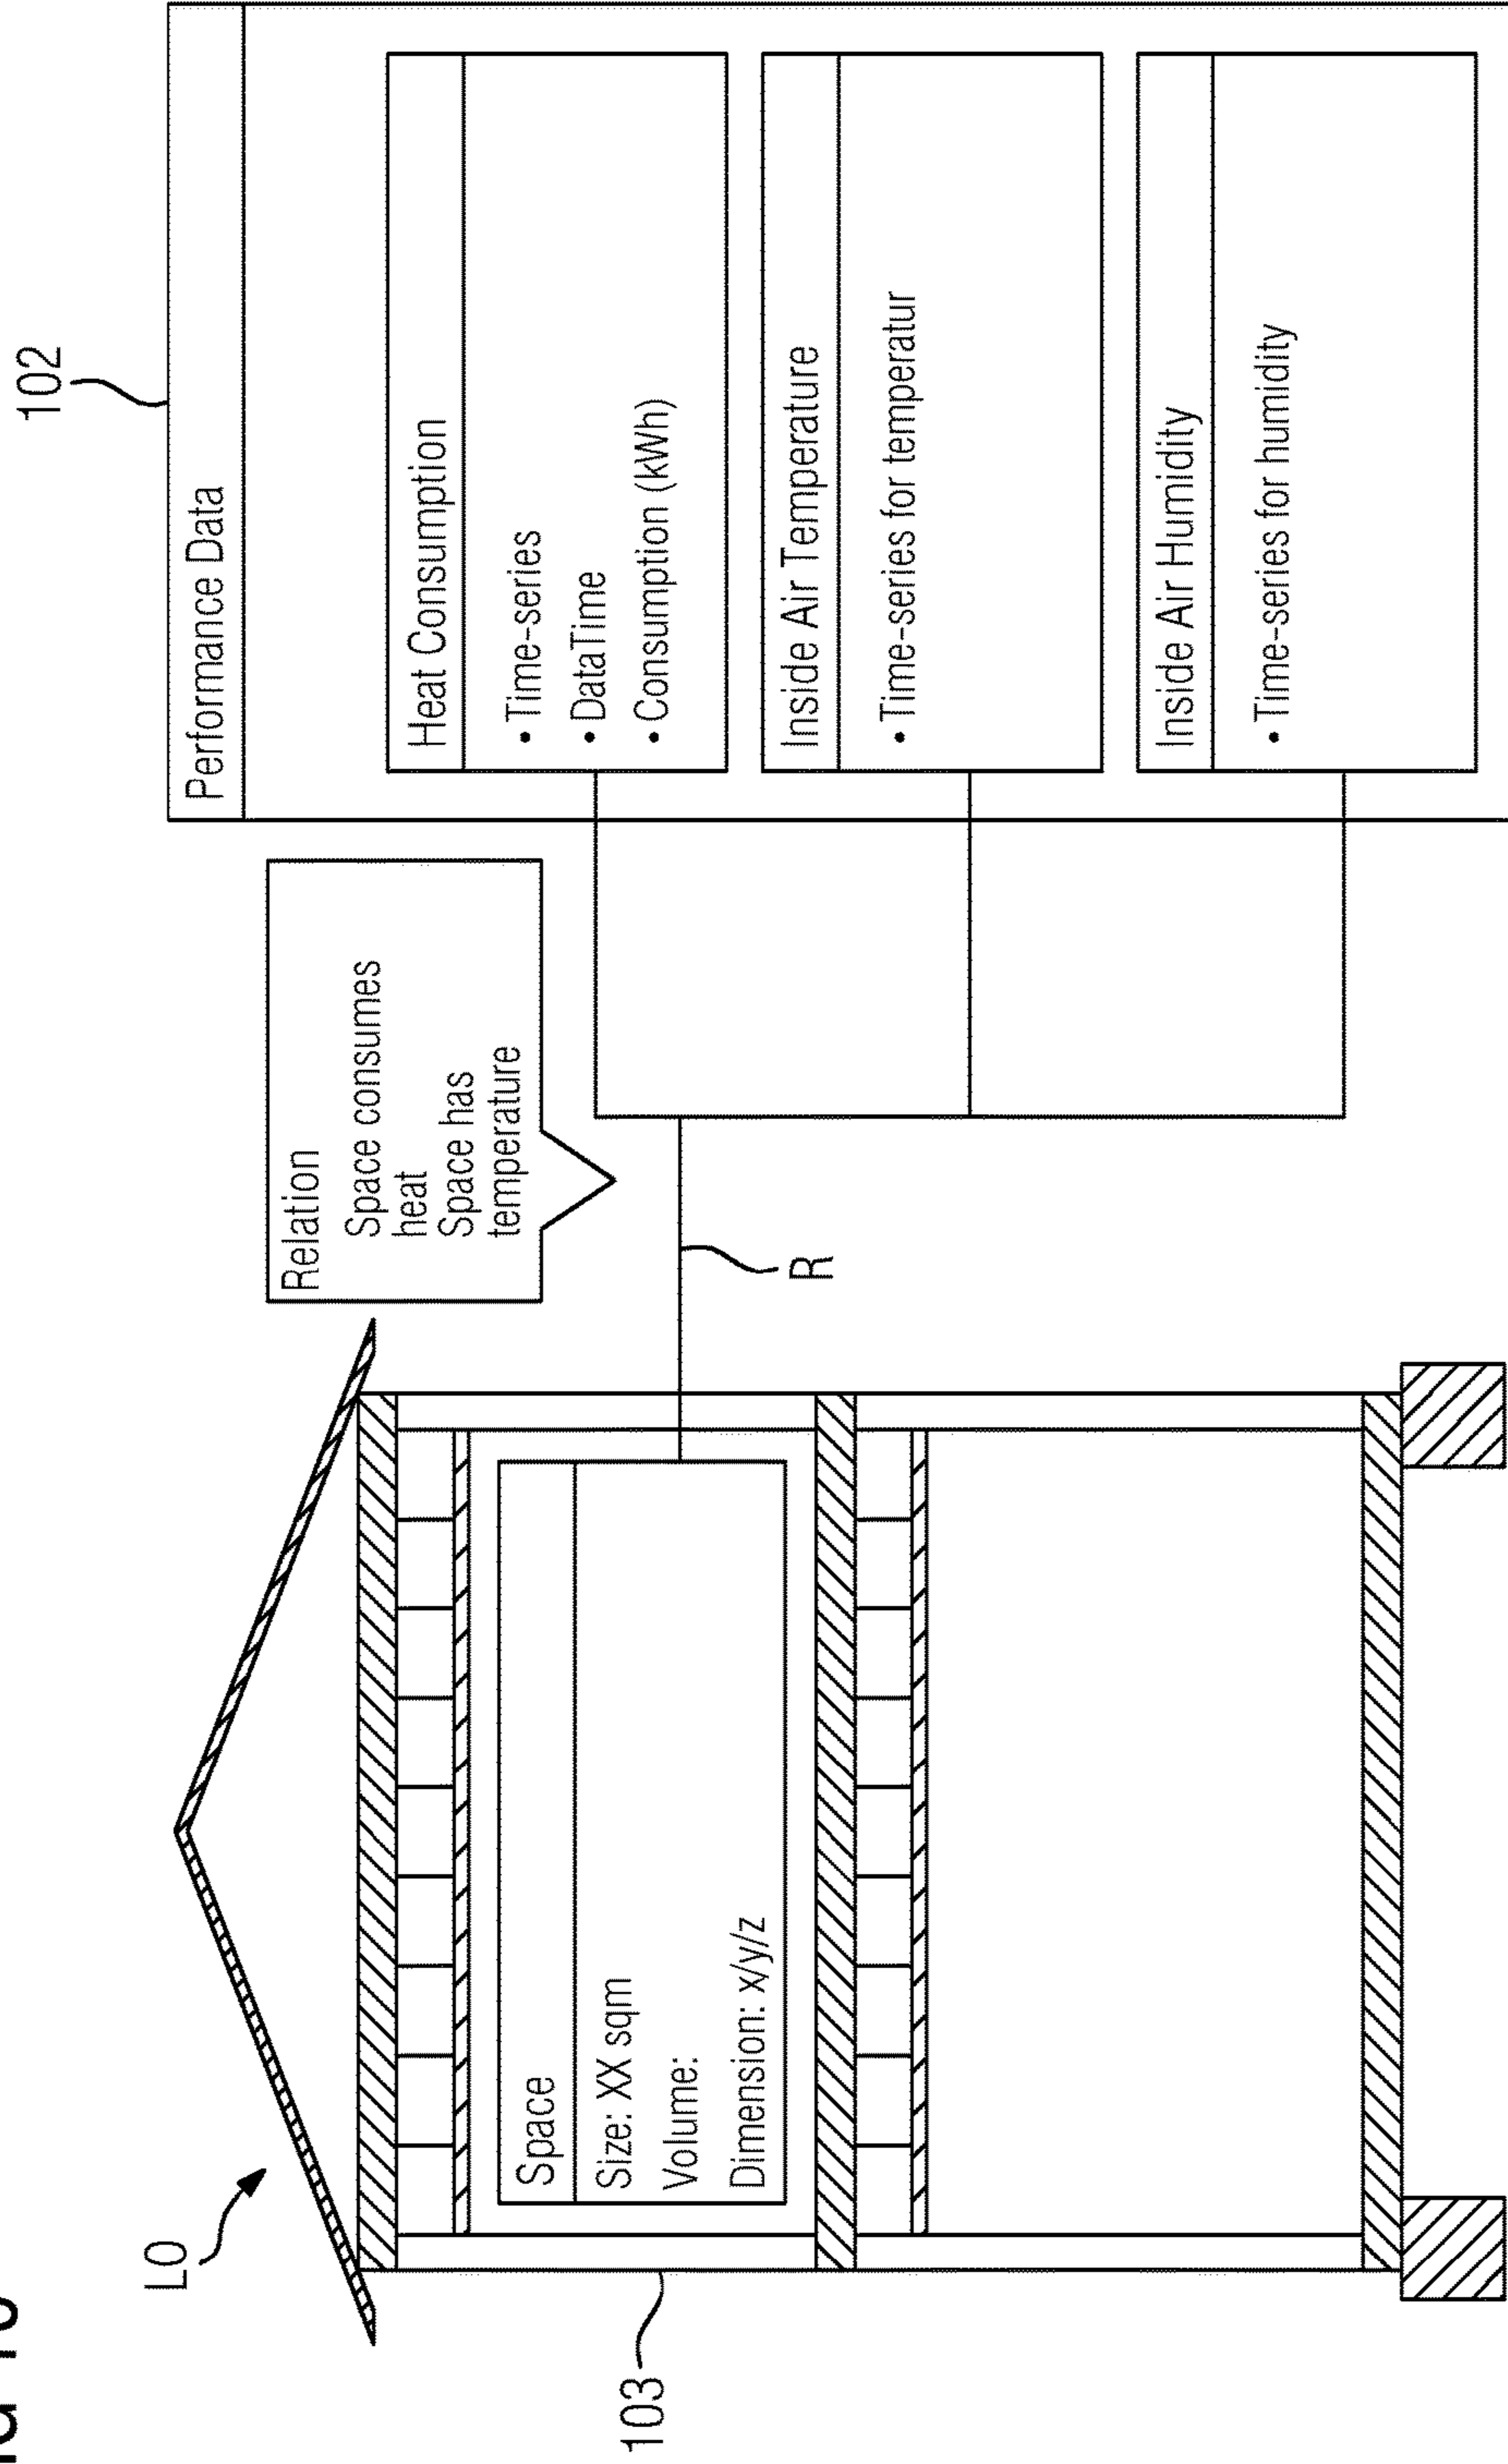 LO
103
Space
Size: XX sqm
Volume:
Dimension: x/y/z
Relation
Space consumes
heat
Space has
temperature
R
102
Performance Data
Heat Consumption
• Time-series
• DataTime
• Consumption (kWh)
Inside Air Temperature
• Time-series for temperatur
Inside Air Humidity
• Time-series for humidity